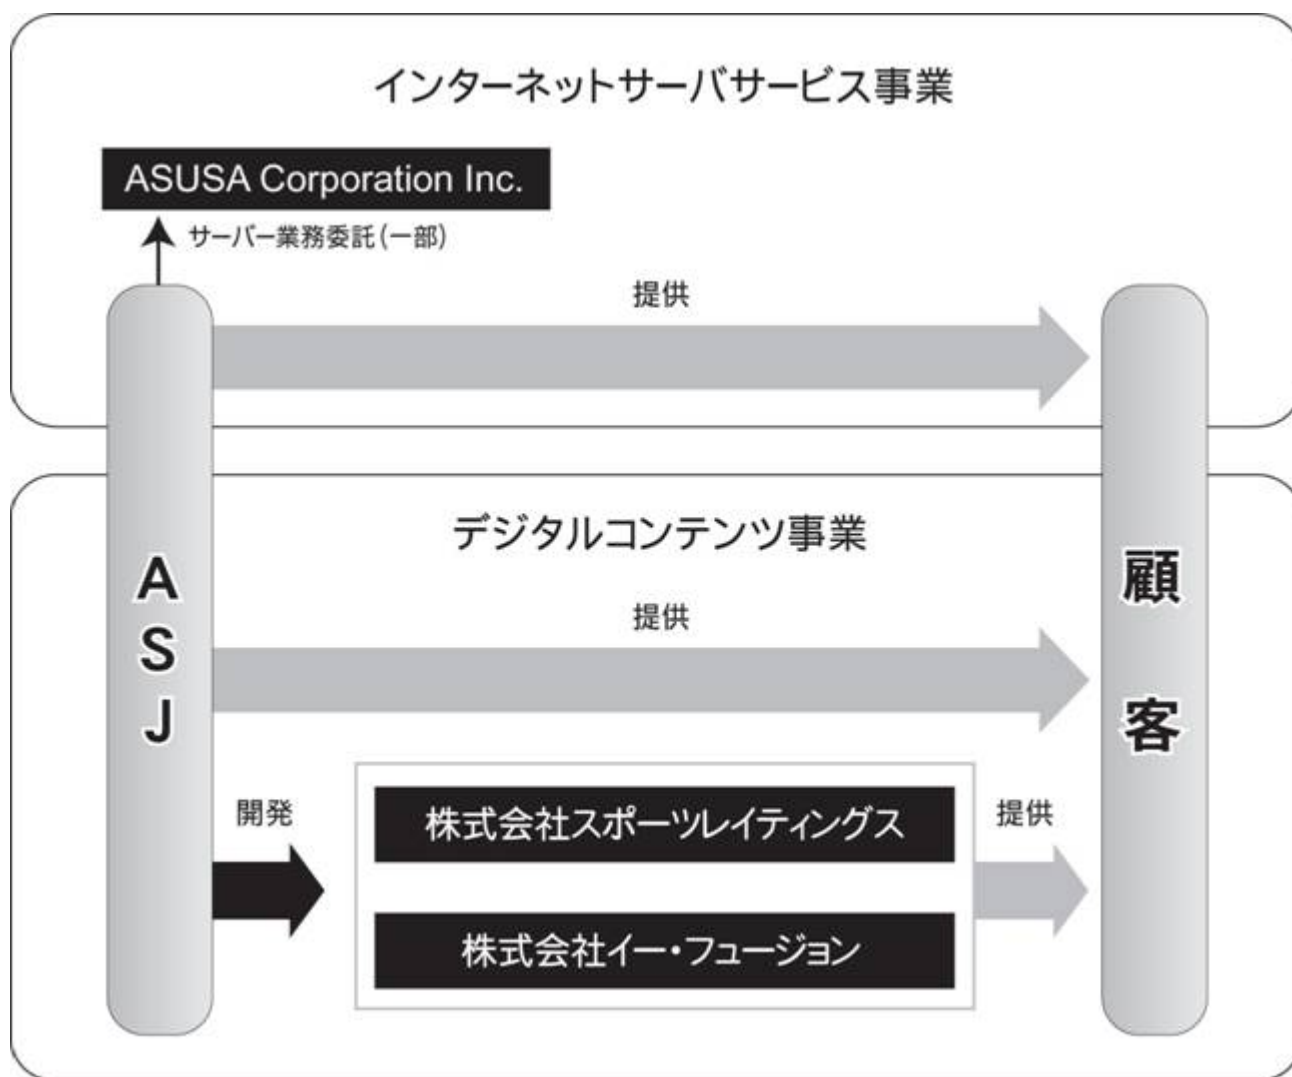 インターネットサーバサービス事業
ASUSA Corporation Inc.
サーバー業務委託(一部)
提供
デジタルコンテンツ事業
ASJ
提供
顧客
開発
株式会社スポーツレイティングス
提供
株式会社イー・フュージョン